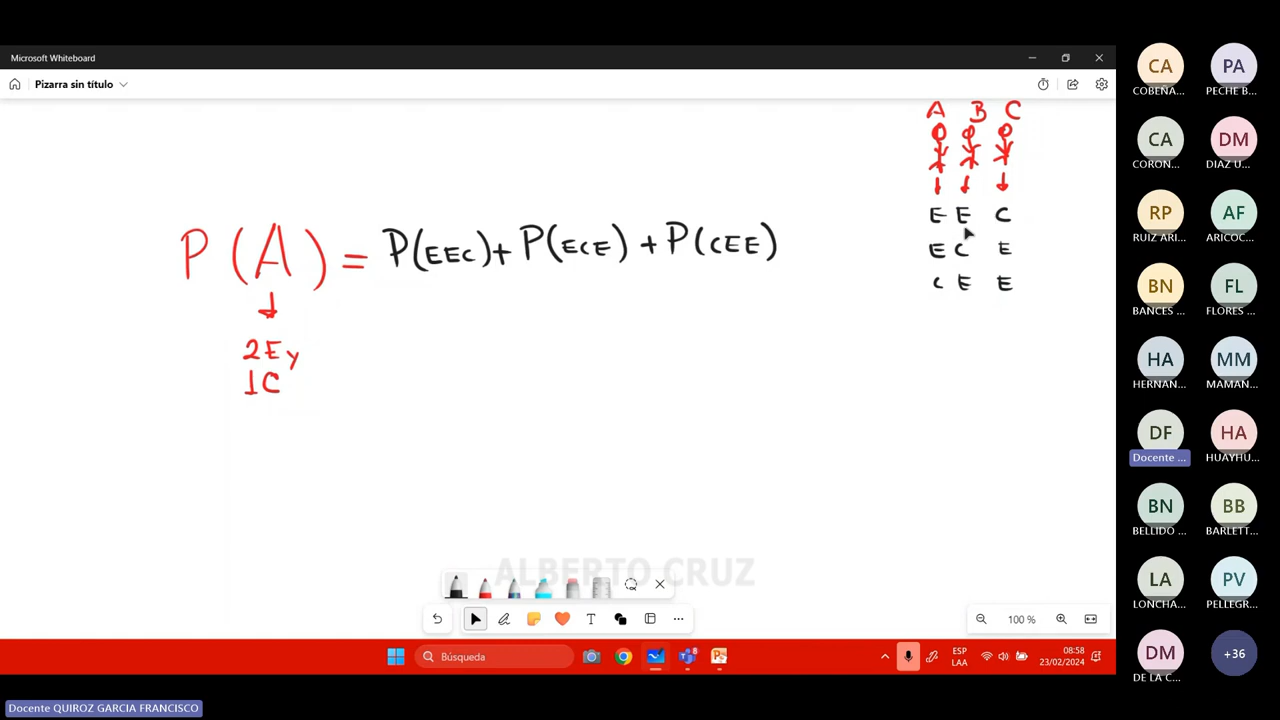 Microsoft Whiteboard
Pizarra sin título
A B C
E E C
E C E
C E E
P(A) = P(EEC) + P(ECE) + P(CEE)
2E y
1C
ALBERTO CRUZ
100 %
Búsqueda
8
ESP
LAA
08:58
23/02/2024
CA PA
COBEÑA... PECHE B...
CA DM
CORON... DIAZ U...
RP AF
RUIZ ARI... ARICOC...
BN FL
BANCES ... FLORES ...
HA MM
HERNAN... MAMAN...
DF HA
Docente ... HUAYHU...
BN BB
BELLIDO ... BARLETT...
LA PV
LONCHA... PELLEGR...
DM +36
DE LA C...
Docente QUIROZ GARCIA FRANCISCO